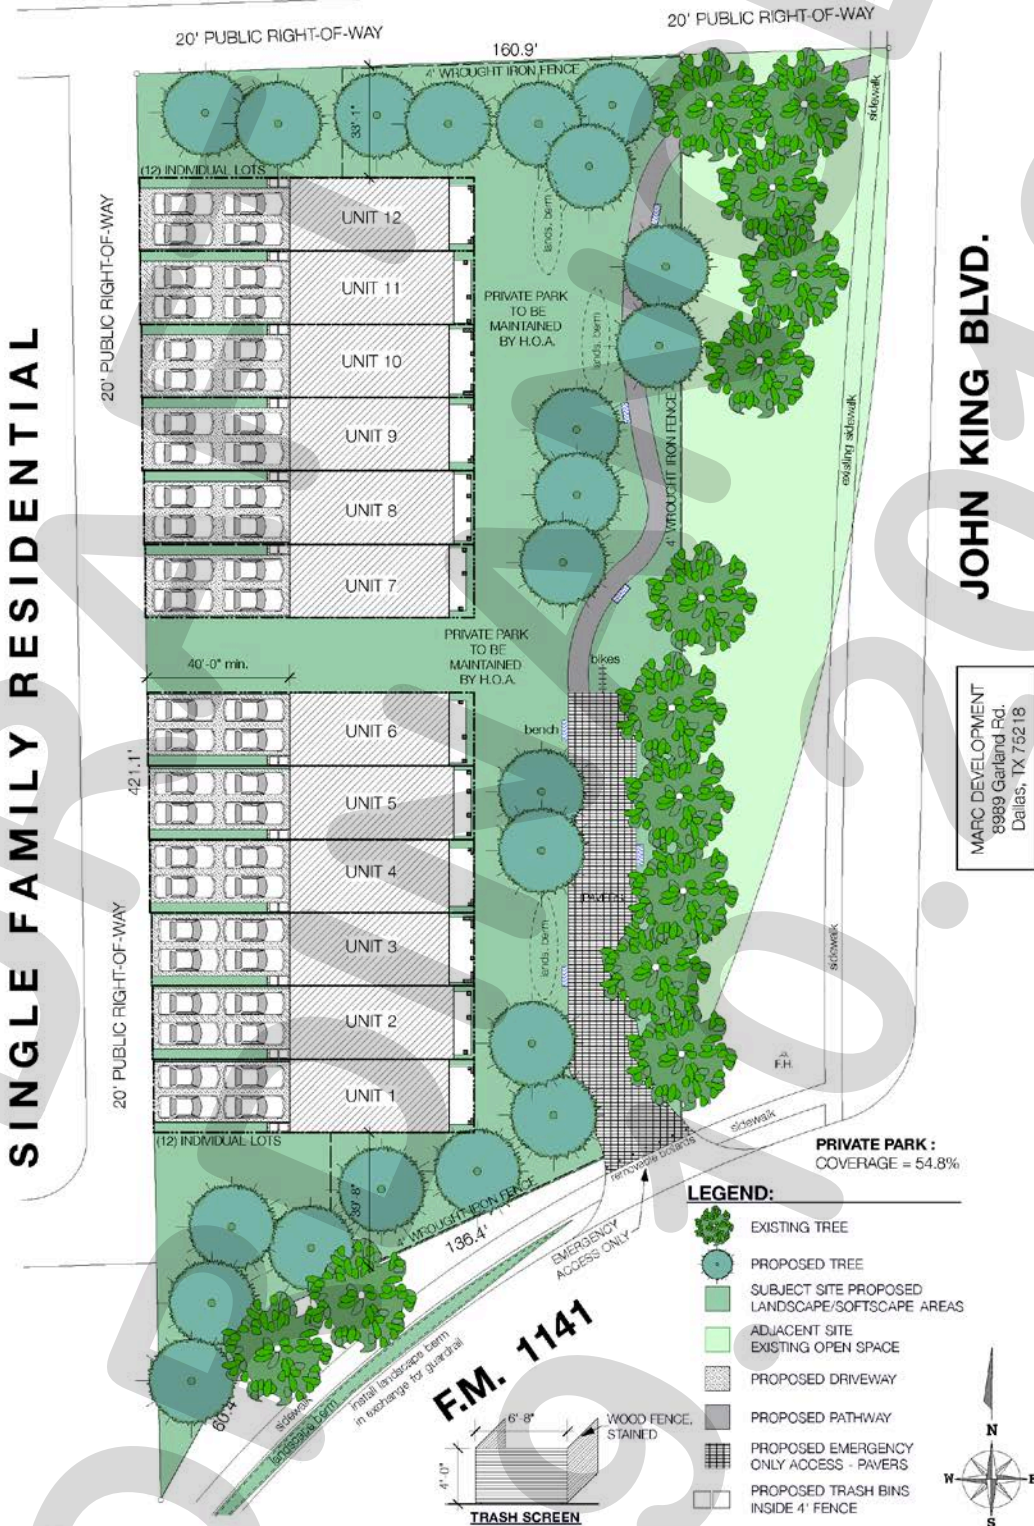 20' PUBLIC RIGHT-OF-WAY
20' PUBLIC RIGHT-OF-WAY
160.9'
4' WROUGHT IRON FENCE
33'-1"
sidewalk
(12) INDIVIDUAL LOTS
20' PUBLIC RIGHT-OF-WAY
UNIT 12
lands. berm
UNIT 11
PRIVATE PARK
TO BE
MAINTAINED
BY H.O.A.
UNIT 10
lands. berm
JOHN KING BLVD.
UNIT 9
existing sidewalk
4' WROUGHT IRON FENCE
UNIT 8
UNIT 7
SINGLE FAMILY RESIDENTIAL
PRIVATE PARK
TO BE
MAINTAINED
BY H.O.A.
40'-0" min.
bikes
UNIT 6
bench
421.1'
UNIT 5
MARC DEVELOPMENT
8989 Garland Rd.
Dallas, TX 75218
UNIT 4
(PAVERS)
20' PUBLIC RIGHT-OF-WAY
UNIT 3
lands. berm
sidewalk
UNIT 2
F.H.
UNIT 1
sidewalk
(12) INDIVIDUAL LOTS
removable bollards
PRIVATE PARK :
COVERAGE = 54.8%
4' WROUGHT IRON FENCE
136.4'
EMERGENCY
ACCESS ONLY
60.4'
sidewalk
landscape berm
install landscape berm
in exchange for guardrail
F.M. 1141
LEGEND:
EXISTING TREE
PROPOSED TREE
SUBJECT SITE PROPOSED
LANDSCAPE/SOFTSCAPE AREAS
ADJACENT SITE
EXISTING OPEN SPACE
PROPOSED DRIVEWAY
PROPOSED PATHWAY
PROPOSED EMERGENCY
ONLY ACCESS - PAVERS
PROPOSED TRASH BINS
INSIDE 4' FENCE
6'-8"
WOOD FENCE,
STAINED
4'-0"
TRASH SCREEN
N
N
W
E
S